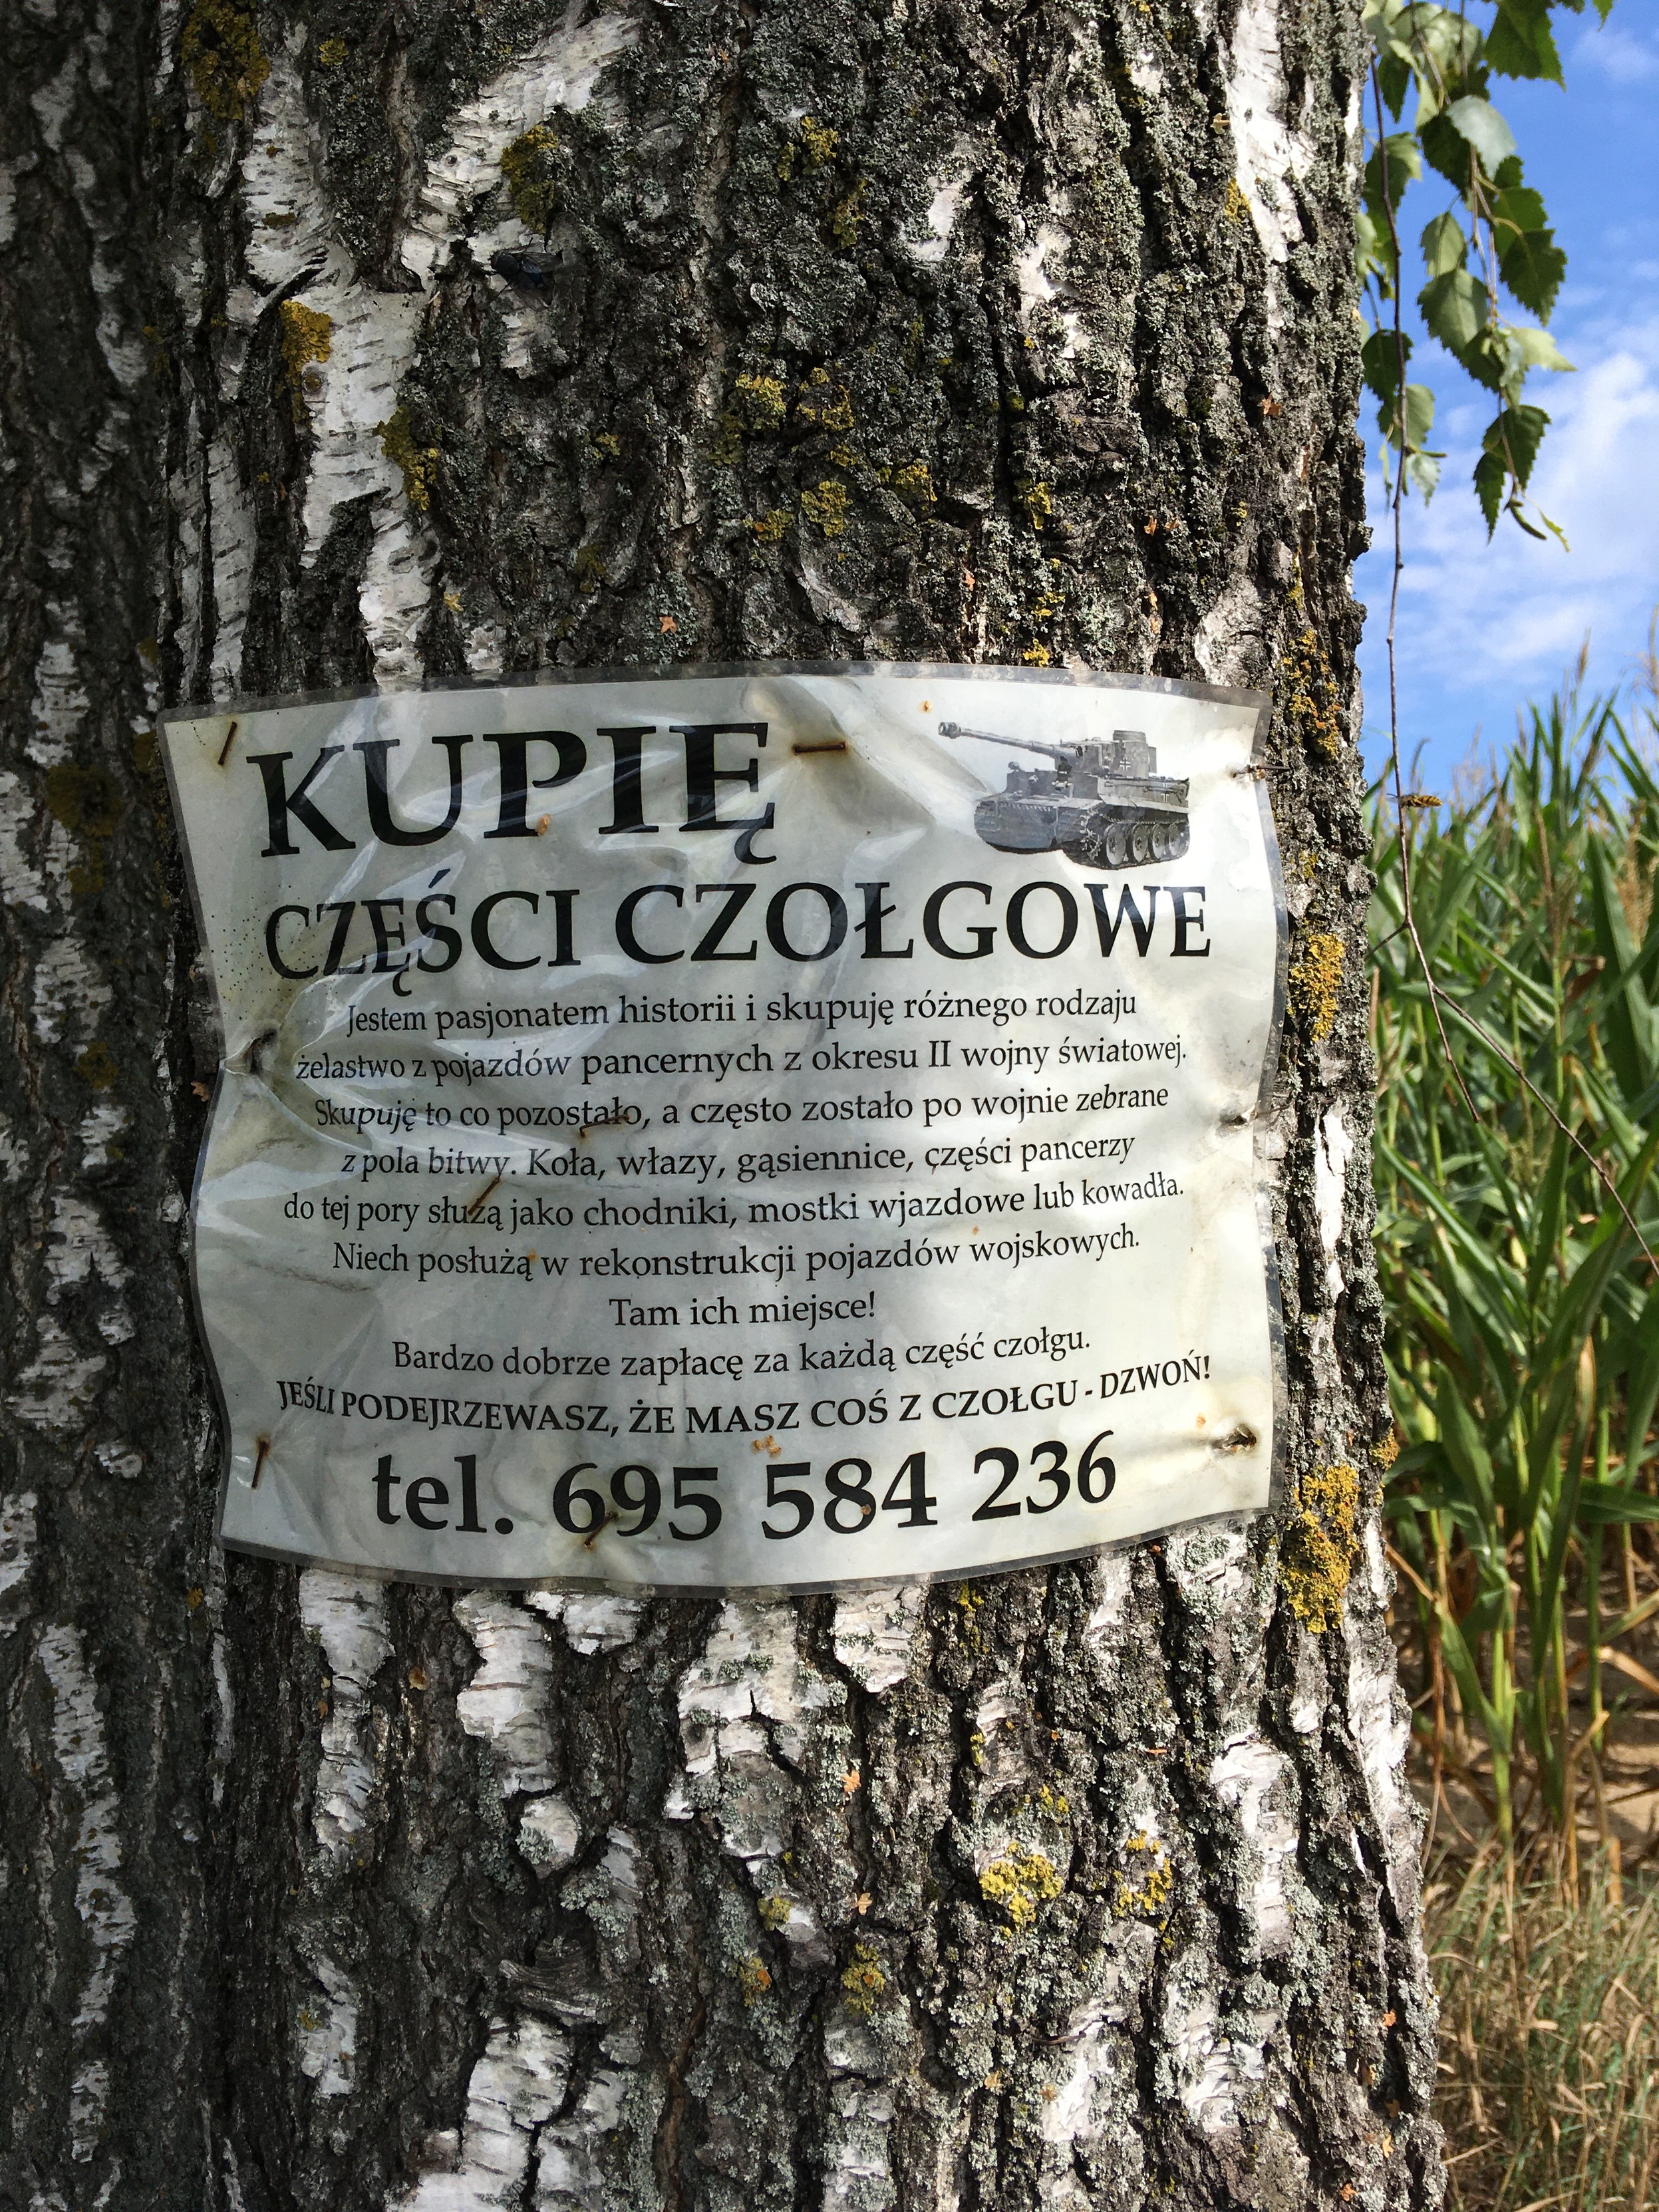 KUPIĘ
CZĘŚCI CZOŁGOWE
Jestem pasjonatem historii i skupuję różnego rodzaju
żelastwo z pojazdów pancernych z okresu II wojny światowej.
Skupuję to co pozostało, a często zostało po wojnie zebrane
z pola bitwy. Koła, włazy, gąsiennice, części pancerzy
do tej pory służą jako chodniki, mostki wjazdowe lub kowadła.
Niech posłużą w rekonstrukcji pojazdów wojskowych.
Tam ich miejsce!
Bardzo dobrze zapłacę za każdą część czołgu.
JEŚLI PODEJRZEWASZ, ŻE MASZ COŚ Z CZOŁGU - DZWOŃ!
tel. 695 584 236